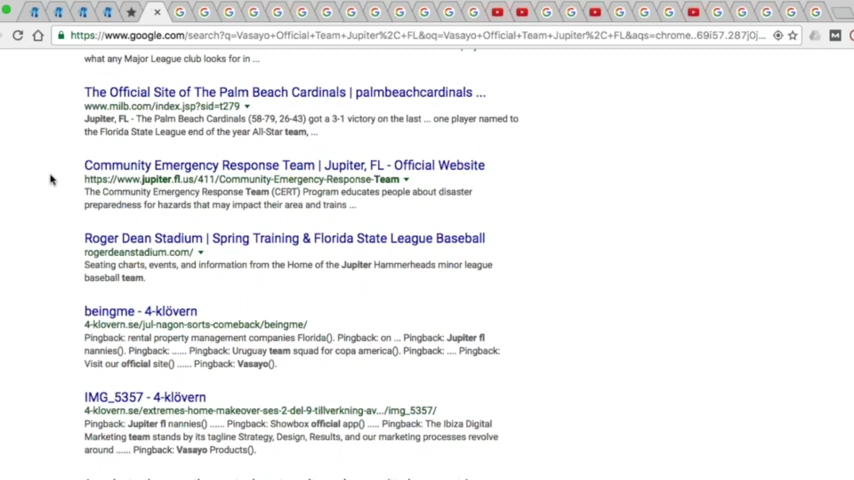 https://www.google.com/search?q=Vasayo+Official+Team+Jupiter%2C+FL&oq=Vasayo+Official+Team+Jupiter%2C+FL&aqs=chrome..69i57.287j0j...
what any Major League club looks for in ...
The Official Site of The Palm Beach Cardinals | palmbeachcardinals ...
www.milb.com/index.jsp?sid=t279
Jupiter, FL - The Palm Beach Cardinals (58-79, 26-43) got a 3-1 victory on the last ... one player named to
the Florida State League end of the year All-Star team, ...
Community Emergency Response Team | Jupiter, FL - Official Website
https://www.jupiter.fl.us/411/Community-Emergency-Response-Team
The Community Emergency Response Team (CERT) Program educates people about disaster
preparedness for hazards that may impact their area and trains ...
Roger Dean Stadium | Spring Training & Florida State League Baseball
rogerdeanstadium.com/
Seating charts, events, and information from the Home of the Jupiter Hammerheads minor league
baseball team.
beingme - 4-klövern
4-klovern.se/jul-nagon-sorts-comeback/beingme/
Pingback: rental property management companies Florida(). Pingback: on ... Pingback: Jupiter fl
nannies(). Pingback: ...... Pingback: Uruguay team squad for copa america(). Pingback: .... Pingback:
Visit our official site() ...... Pingback: Vasayo().
IMG_5357 - 4-klövern
4-klovern.se/extremes-home-makeover-ses-2-del-9-tillverkning-av.../img_5357/
Pingback: Jupiter fl nannies() ...... Pingback: Showbox official app() ..... Pingback: The Ibiza Digital
Marketing team stands by its tagline Strategy, Design, Results, and our marketing processes revolve
around ...... Pingback: Vasayo Products().